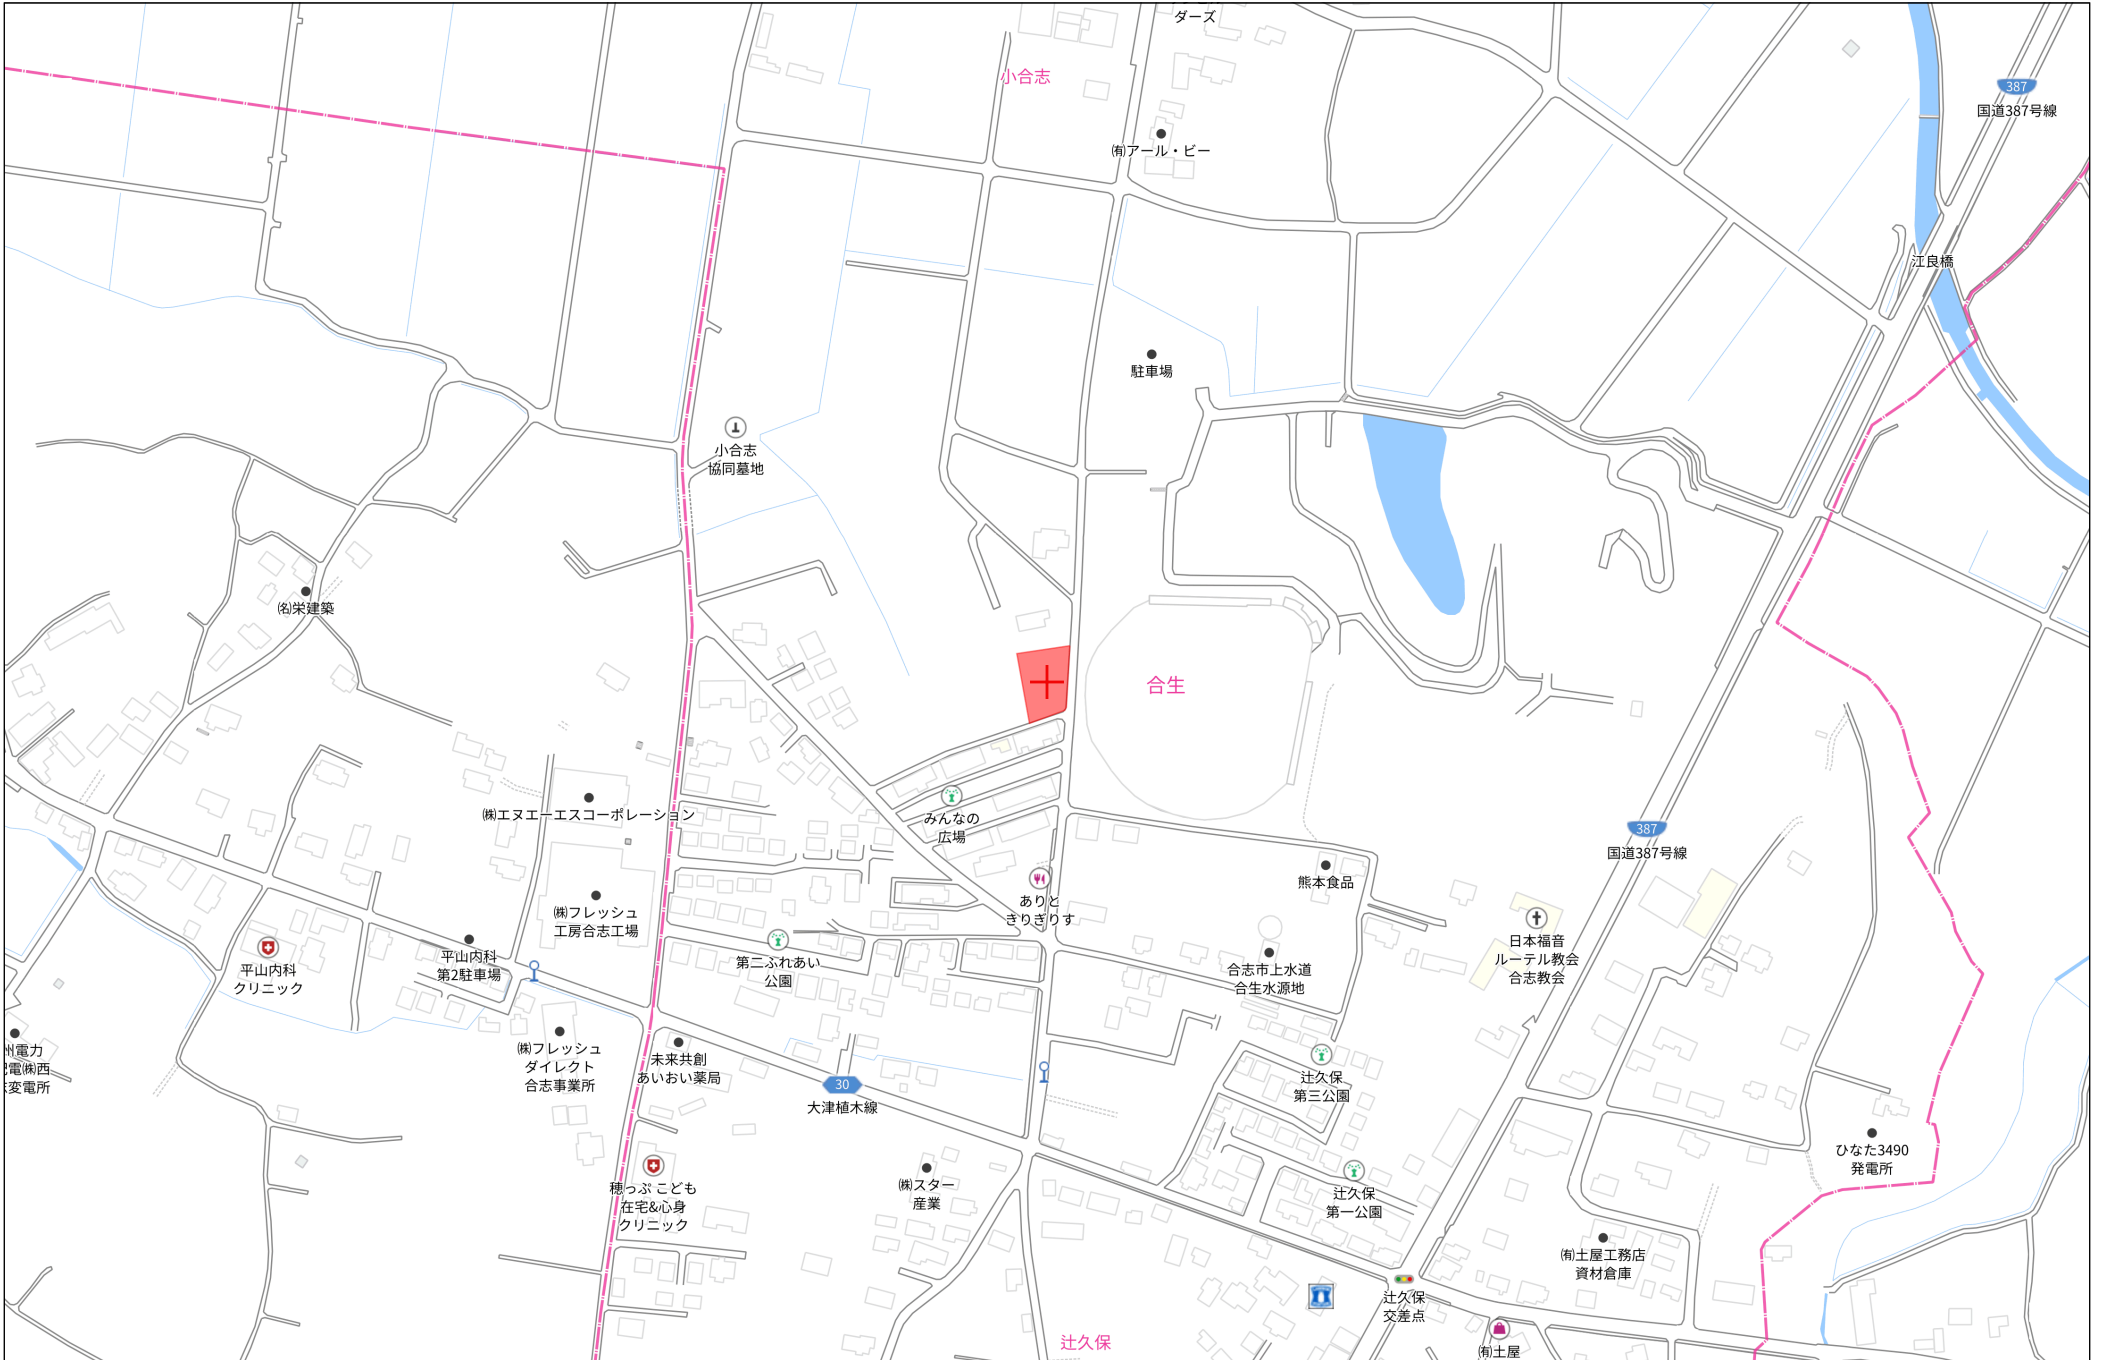 ダーズ
小合志
387
国道387号線
㈲アール・ビー
江良橋
駐車場
小合志
協同墓地
㈴栄建築
合生
㈱エヌエーエスコーポレーション
みんなの
広場
387
国道387号線
熊本食品
ありと
きりぎりす
㈱フレッシュ
工房合志工場
日本福音
ルーテル教会
合志教会
平山内科
第2駐車場
平山内科
クリニック
第二ふれあい
公園
合志市上水道
合生水源地
州電力
電㈱西
変電所
㈱フレッシュ
ダイレクト
合志事業所
未来共創
あいおい薬局
30
大津植木線
辻久保
第三公園
ひなた3490
発電所
穂っぷ こども
在宅&心身
クリニック
㈱スター
産業
辻久保
第一公園
㈲土屋工務店
資材倉庫
辻久保
交差点
辻久保
㈲土屋